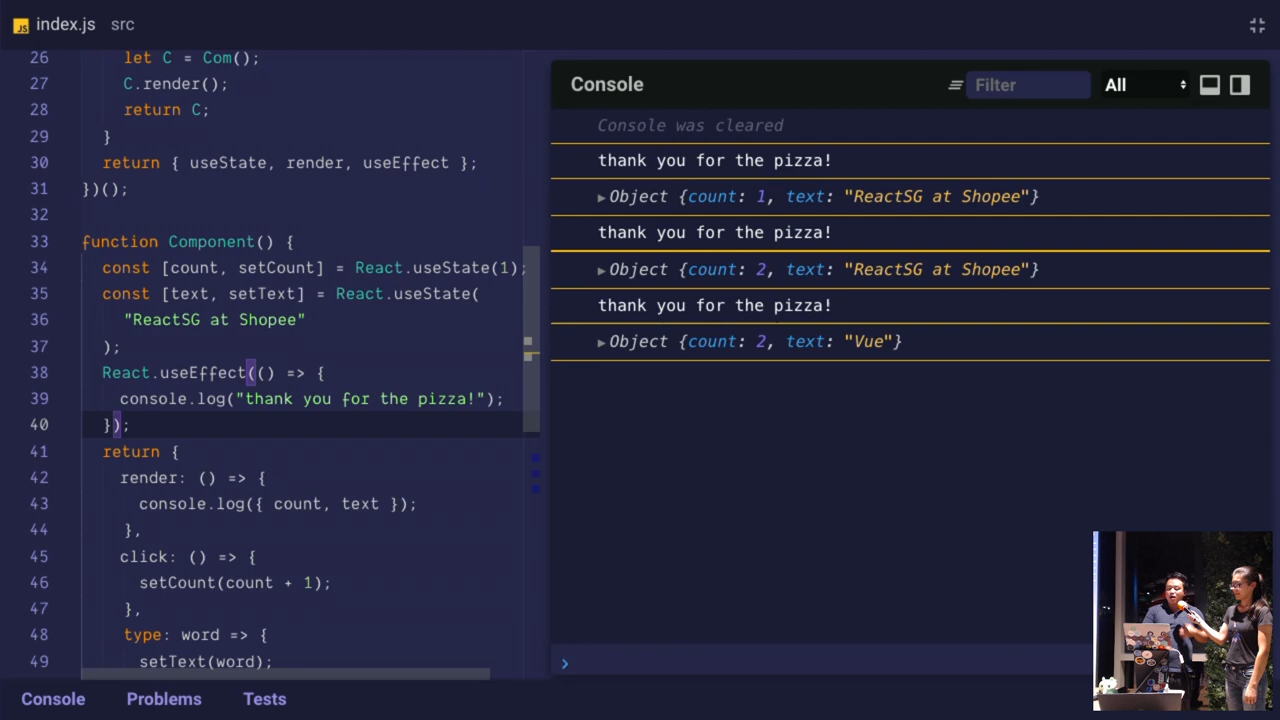 JS index.js src
26 let C = Com();
27 C.render();
28 return C;
29 }
30 return { useState, render, useEffect };
31 })();
32
33 function Component() {
34 const [count, setCount] = React.useState(1);
35 const [text, setText] = React.useState(
36 "ReactSG at Shopee"
37 );
38 React.useEffect(() => {
39 console.log("thank you for the pizza!");
40 });
41 return {
42 render: () => {
43 console.log({ count, text });
44 },
45 click: () => {
46 setCount(count + 1);
47 },
48 type: word => {
49 setText(word);
Console Filter All
Console was cleared
thank you for the pizza!
▶Object {count: 1, text: "ReactSG at Shopee"}
thank you for the pizza!
▶Object {count: 2, text: "ReactSG at Shopee"}
thank you for the pizza!
▶Object {count: 2, text: "Vue"}
›
Console Problems Tests